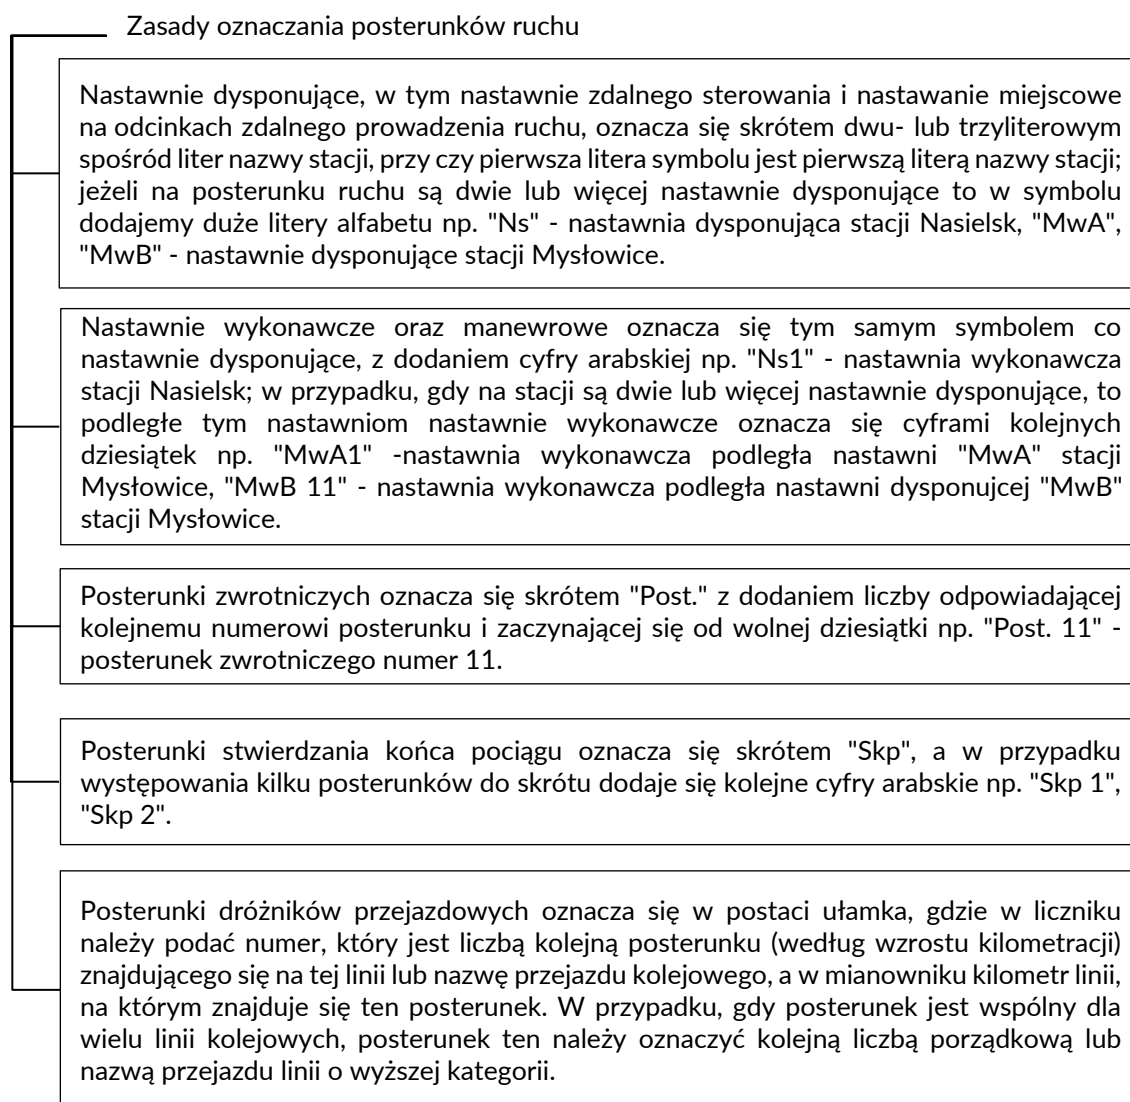 Zasady oznaczania posterunków ruchu
Nastawnie dysponujące, w tym nastawnie zdalnego sterowania i nastawanie miejscowe
na odcinkach zdalnego prowadzenia ruchu, oznacza się skrótem dwu- lub trzyliterowym
spośród liter nazwy stacji, przy czy pierwsza litera symbolu jest pierwszą literą nazwy stacji;
jeżeli na posterunku ruchu są dwie lub więcej nastawnie dysponujące to w symbolu
dodajemy duże litery alfabetu np. "Ns" - nastawnia dysponująca stacji Nasielsk, "MwA",
"MwB" - nastawnie dysponujące stacji Mysłowice.
Nastawnie wykonawcze oraz manewrowe oznacza się tym samym symbolem co
nastawnie dysponujące, z dodaniem cyfry arabskiej np. "Ns1" - nastawnia wykonawcza
stacji Nasielsk; w przypadku, gdy na stacji są dwie lub więcej nastawnie dysponujące, to
podległe tym nastawniom nastawnie wykonawcze oznacza się cyframi kolejnych
dziesiątek np. "MwA1" -nastawnia wykonawcza podległa nastawni "MwA" stacji
Mysłowice, "MwB 11" - nastawnia wykonawcza podległa nastawni dysponujcej "MwB"
stacji Mysłowice.
Posterunki zwrotniczych oznacza się skrótem "Post." z dodaniem liczby odpowiadającej
kolejnemu numerowi posterunku i zaczynającej się od wolnej dziesiątki np. "Post. 11" -
posterunek zwrotniczego numer 11.
Posterunki stwierdzania końca pociągu oznacza się skrótem "Skp", a w przypadku
występowania kilku posterunków do skrótu dodaje się kolejne cyfry arabskie np. "Skp 1",
"Skp 2".
Posterunki dróżników przejazdowych oznacza się w postaci ułamka, gdzie w liczniku
należy podać numer, który jest liczbą kolejną posterunku (według wzrostu kilometracji)
znajdującego się na tej linii lub nazwę przejazdu kolejowego, a w mianowniku kilometr linii,
na którym znajduje się ten posterunek. W przypadku, gdy posterunek jest wspólny dla
wielu linii kolejowych, posterunek ten należy oznaczyć kolejną liczbą porządkową lub
nazwą przejazdu linii o wyższej kategorii.